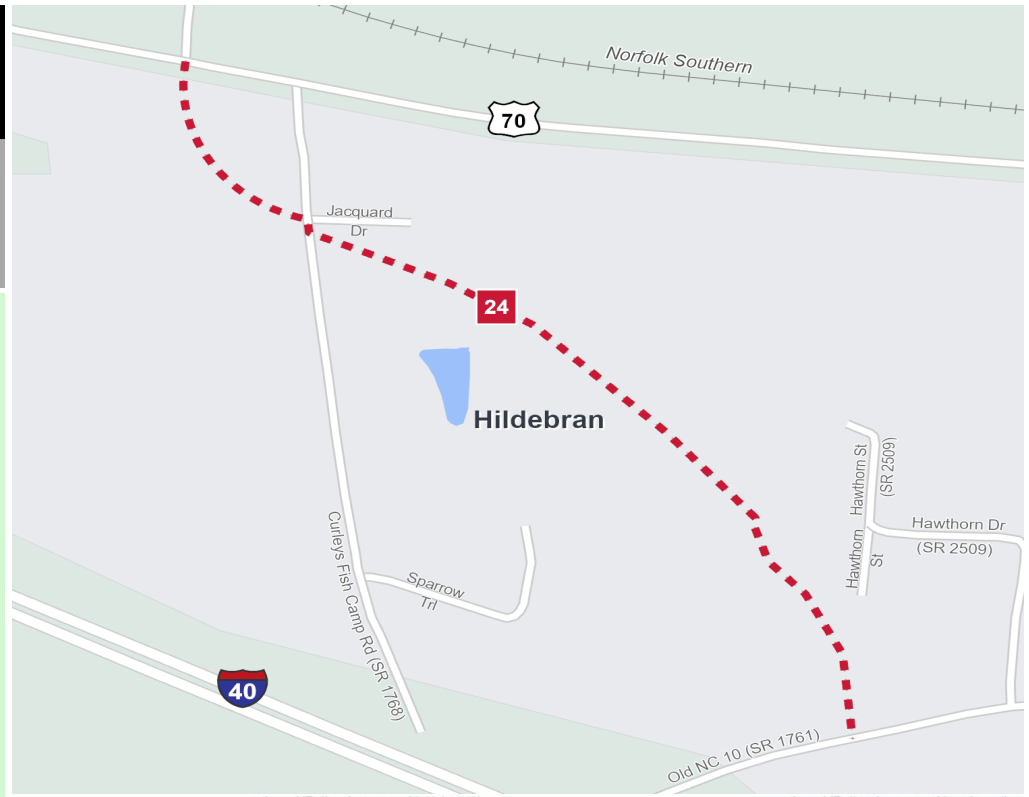 Norfolk Southern
70
Jacquard
Dr
24
Hildebran
Hawthorn St
(SR 2509)
Hawthorn
St
Hawthorn Dr
(SR 2509)
Curleys Fish Camp Rd (SR 1768)
Sparrow
Trl
40
Old NC 10 (SR 1761)